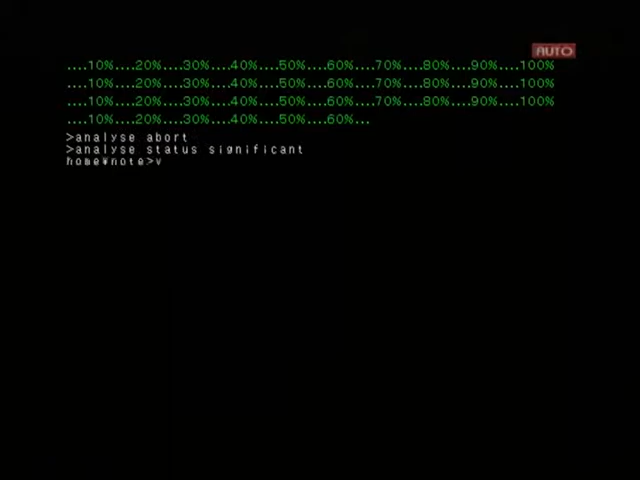 AUTO
....10%....20%....30%....40%....50%....60%....70%....80%....90%....100%
....10%....20%....30%....40%....50%....60%....70%....80%....90%....100%
....10%....20%....30%....40%....50%....60%....70%....80%....90%....100%
....10%....20%....30%....40%....50%....60%...
>analyse abort
>analyse status significant
home¥note>v